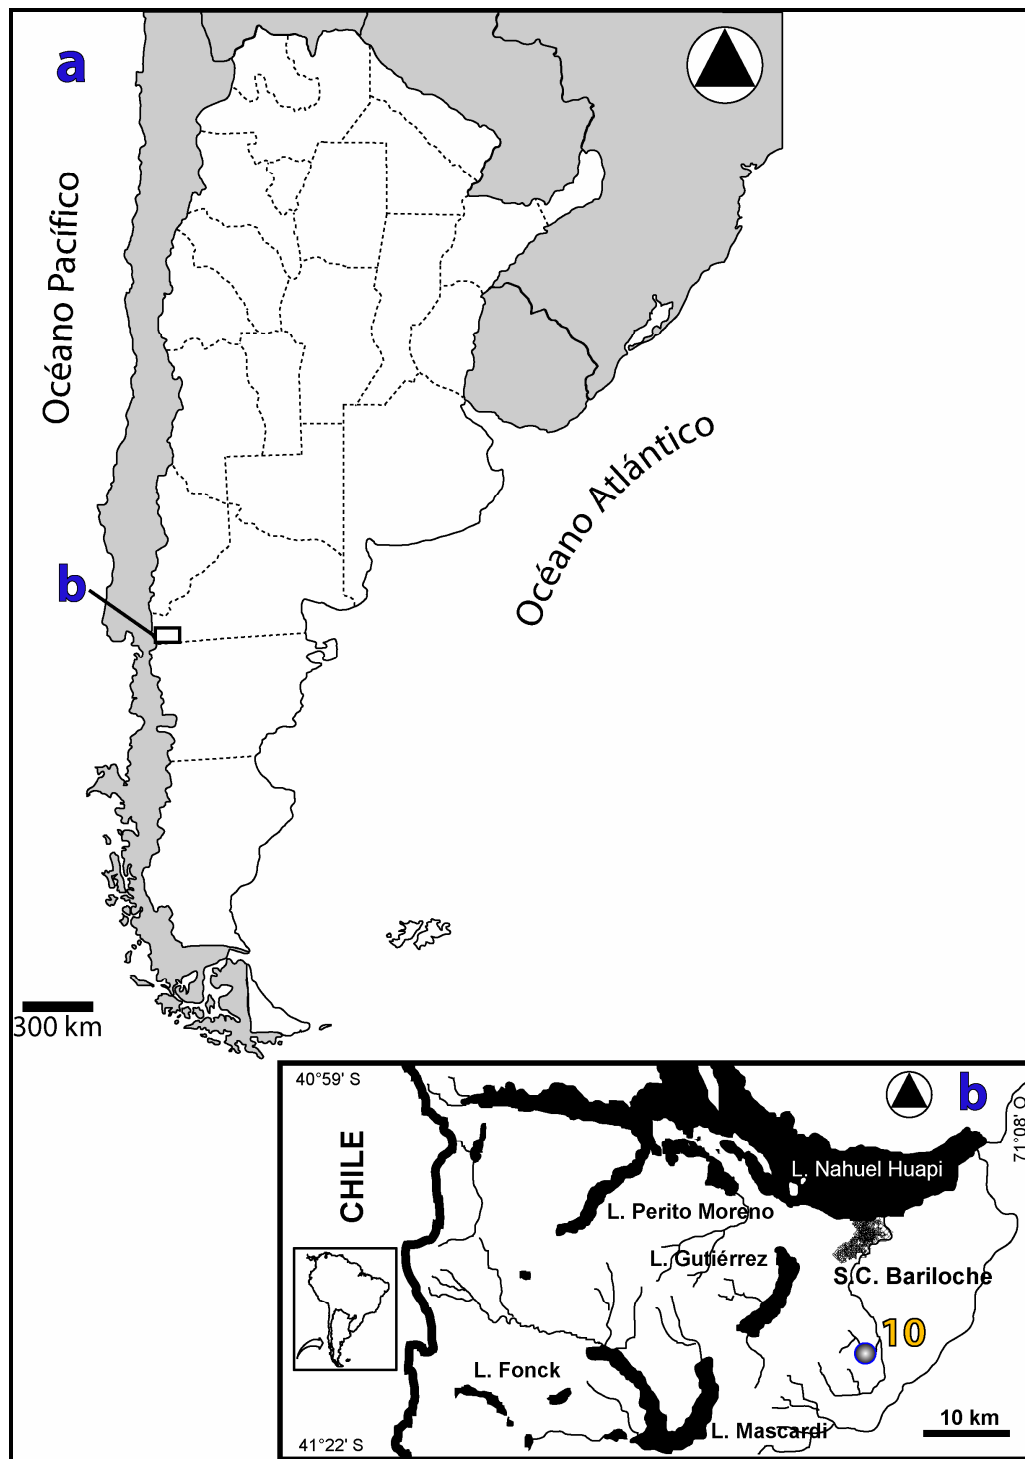 a
Océano Pacífico
Océano Atlántico
b
300 km
40°59' S
b
71°08' O
CHILE
L. Nahuel Huapi
L. Perito Moreno
L. Gutiérrez
S.C. Bariloche
10
L. Fonck
L. Mascardi
10 km
41°22' S